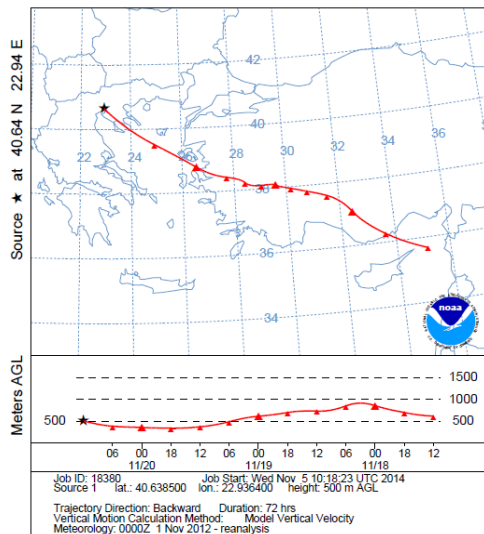 Source ★ at 40.64 N 22.94 E
42
40
22 24 26 28 30 32 34 36
38
36
34
noaa
Meters AGL
1500
1000
500 500
06 00 18 12 06 00 18 12 06 00 18 12
11/20 11/19 11/18
Job ID: 18380 Job Start: Wed Nov 5 10:18:23 UTC 2014
Source 1 lat.: 40.638500 lon.: 22.936400 height: 500 m AGL
Trajectory Direction: Backward Duration: 72 hrs
Vertical Motion Calculation Method: Model Vertical Velocity
Meteorology: 0000Z 1 Nov 2012 - reanalysis